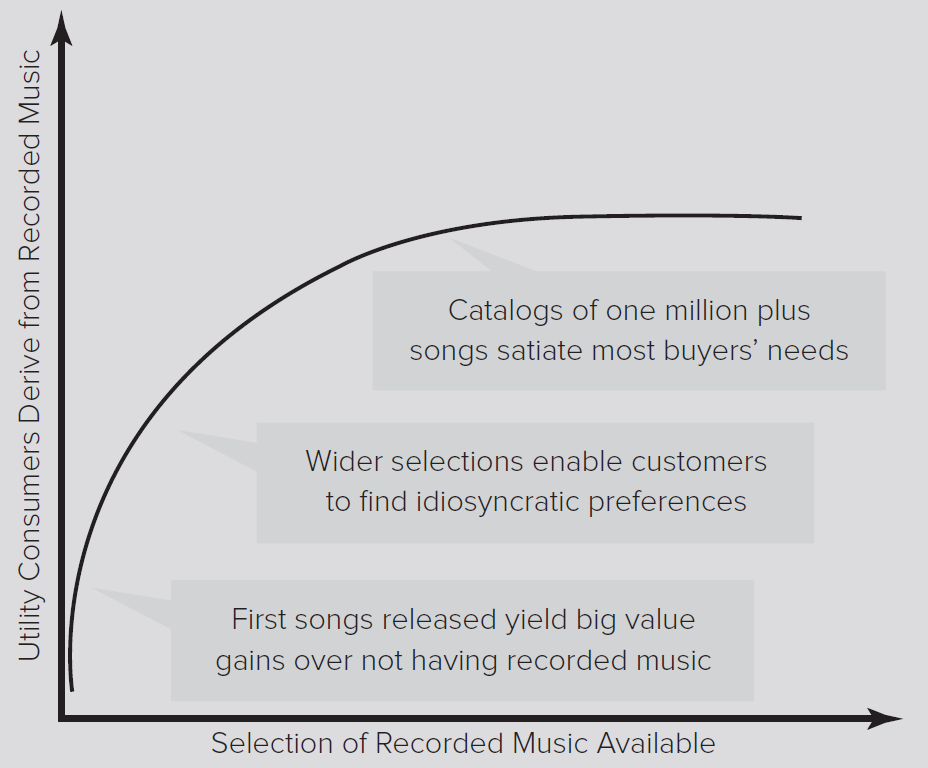 Utility Consumers Derive from Recorded Music
Catalogs of one million plus
songs satiate most buyers’ needs
Wider selections enable customers
to find idiosyncratic preferences
First songs released yield big value
gains over not having recorded music
Selection of Recorded Music Available